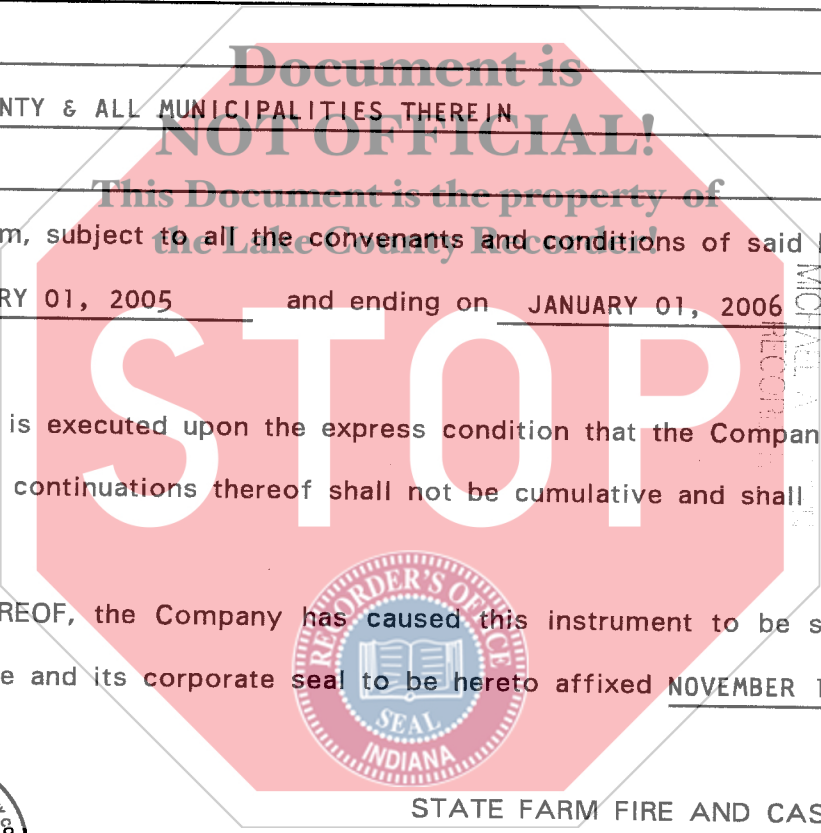 Document is
NTY & ALL MUNICIPALITIES THEREIN
NOT OFFICIAL!
This Document is the property of
m, subject to all the convenants and conditions of said
the Lake County Recorder!
RY 01, 2005 and ending on JANUARY 01, 2006
MICHAEL A
RECOR
STOP
is executed upon the express condition that the Compan
continuations thereof shall not be cumulative and shall
REOF, the Company has caused this instrument to be s
e and its corporate seal to be hereto affixed NOVEMBER 1
RECORDER'S OFFICE
SEAL
INDIANA
STATE FARM FIRE AND CAS